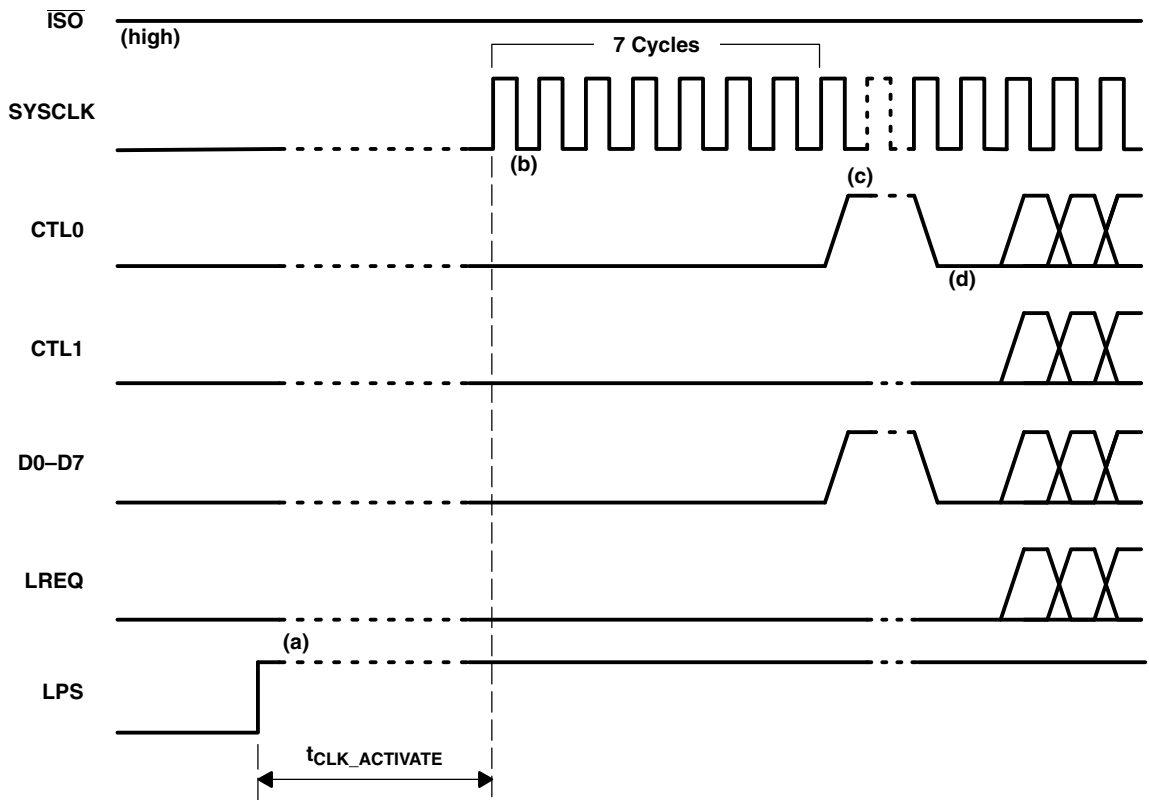 ISO
(high)
7 Cycles
SYSCLK
(b)
(c)
CTL0
(d)
CTL1
D0–D7
LREQ
(a)
LPS
tCLK_ACTIVATE